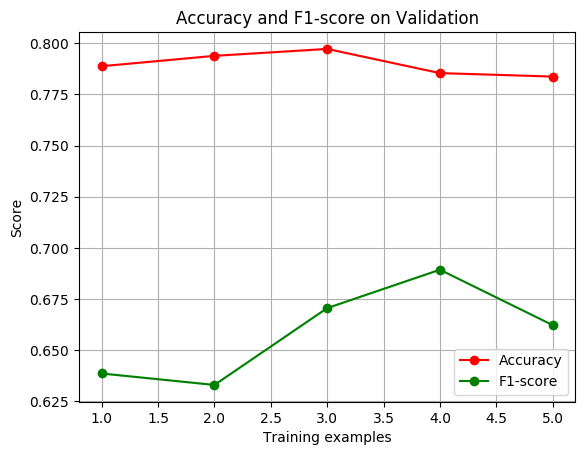 Accuracy and F1-score on Validation
0.800
0.775
0.750
0.725
0.700
0.675
0.650
0.625
Score
1.0 1.5 2.0 2.5 3.0 3.5 4.0 4.5 5.0
Training examples
Accuracy
F1-score